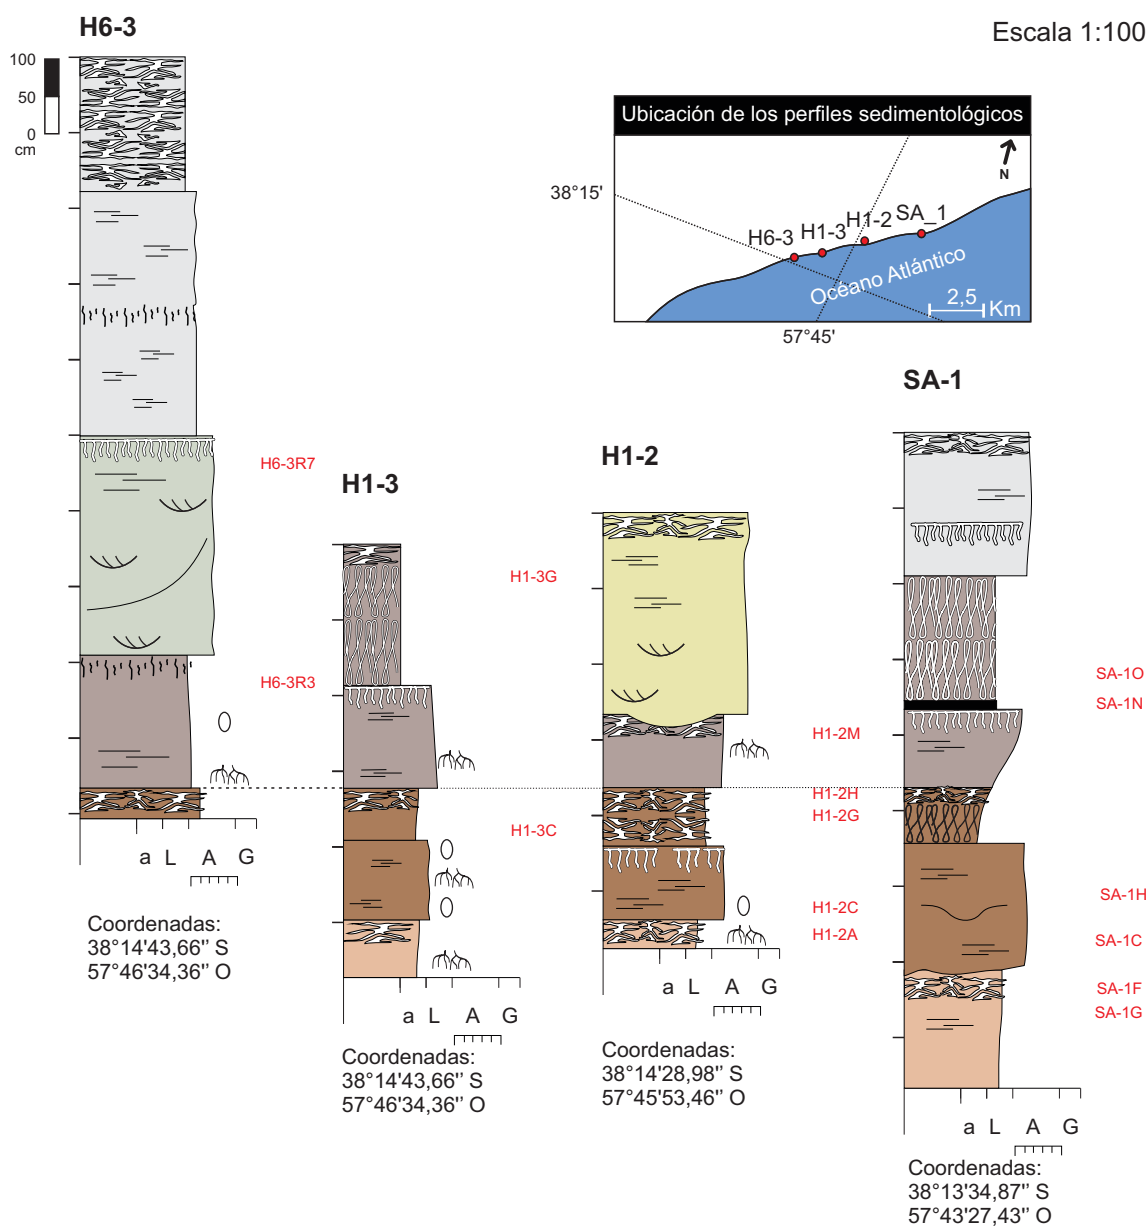 H6-3
Escala 1:100
100
50
0
cm
Ubicación de los perfiles sedimentológicos
N
38°15'
H6-3
H1-3
H1-2
SA_1
Océano Atlántico
2,5
Km
57°45'
SA-1
H1-2
H1-3
H6-3R7
H1-3G
H6-3R3
SA-1O
SA-1N
H1-2M
H1-2H
H1-2G
H1-3C
SA-1H
H1-2C
H1-2A
SA-1C
SA-1F
SA-1G
a L A G
Coordenadas:
38°14'43,66'' S
57°46'34,36'' O
a L A G
Coordenadas:
38°14'43,66'' S
57°46'34,36'' O
a L A G
Coordenadas:
38°14'28,98'' S
57°45'53,46'' O
a L A G
Coordenadas:
38°13'34,87'' S
57°43'27,43'' O